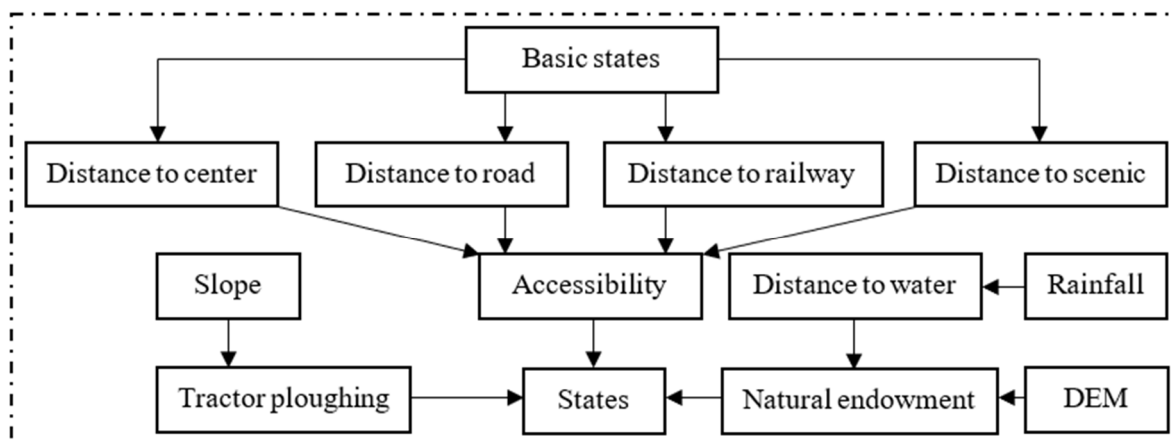 Basic states
Distance to center
Distance to road
Distance to railway
Distance to scenic
Slope
Accessibility
Distance to water
Rainfall
Tractor ploughing
States
Natural endowment
DEM